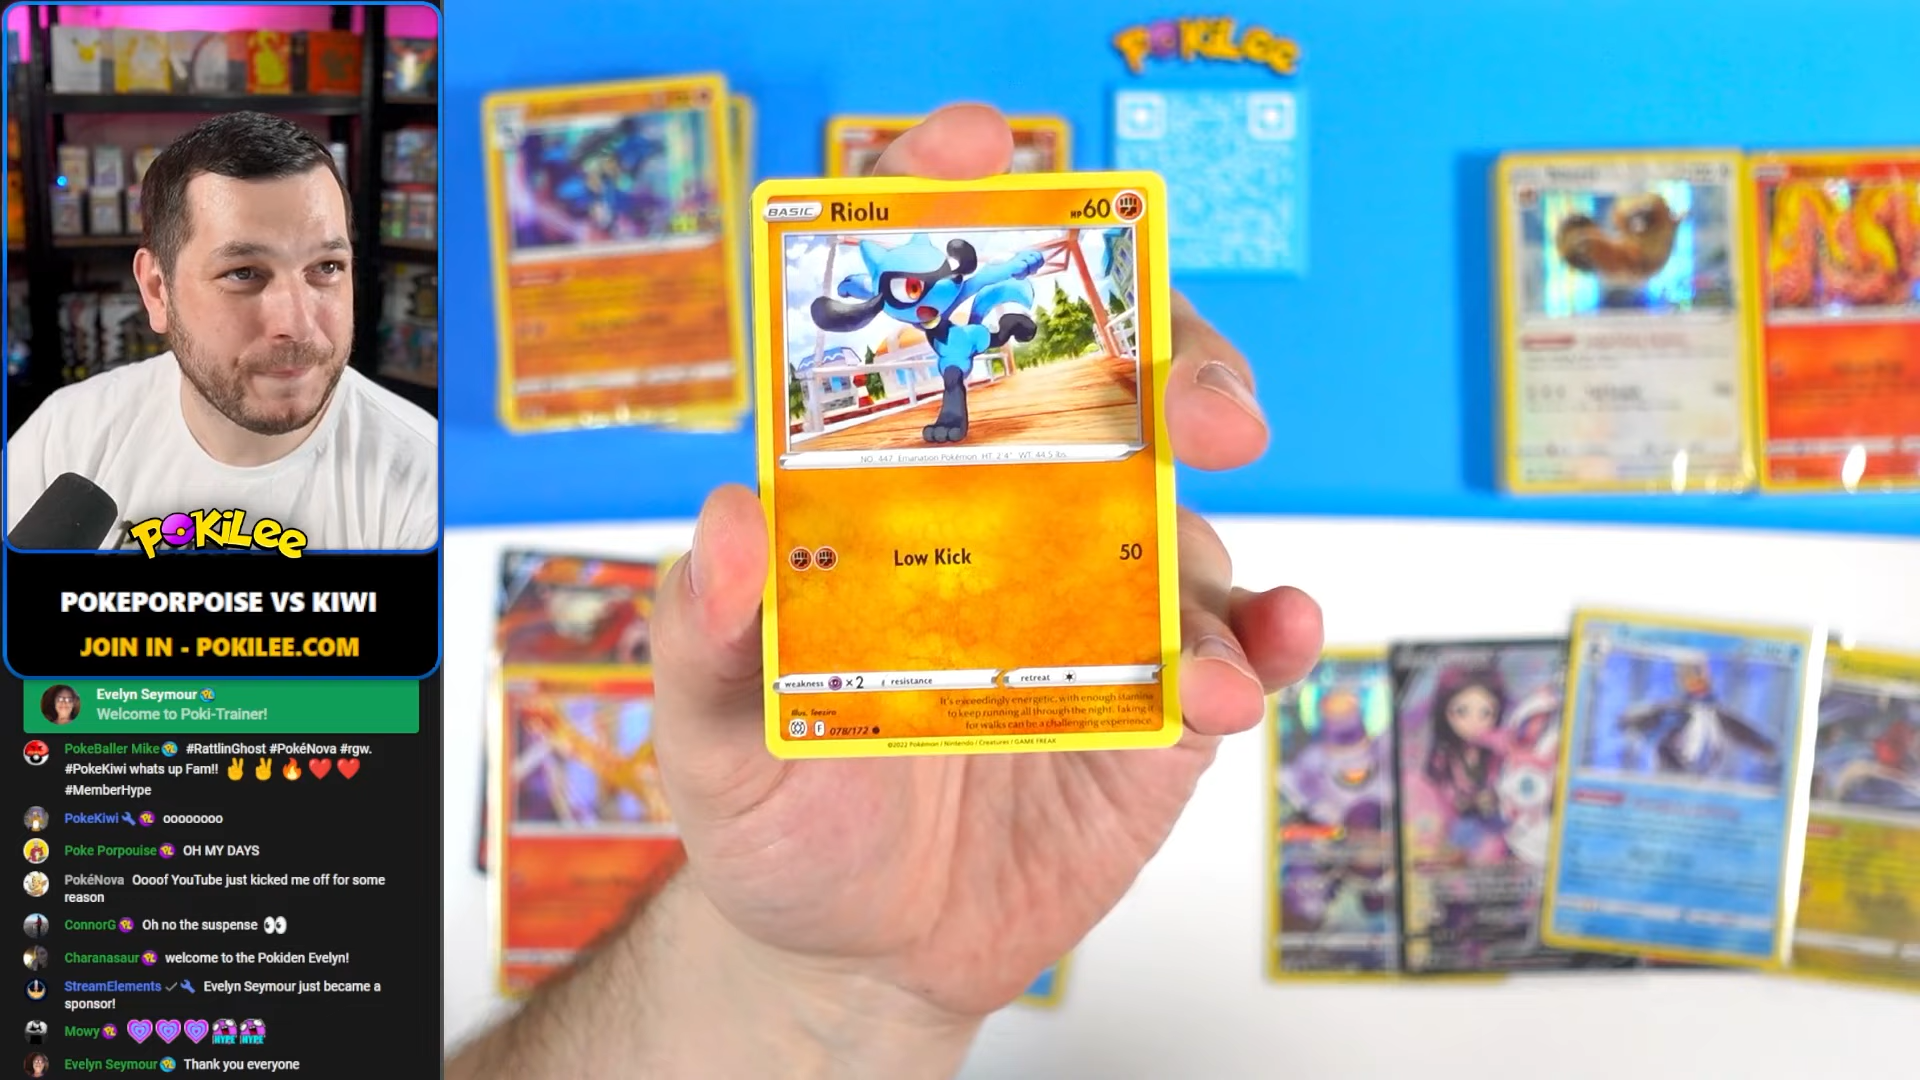 POKiLee
POKEPORPOISE VS KIWI
JOIN IN - POKILEE.COM
Evelyn Seymour
Welcome to Poki-Trainer!
PokeBaller Mike #RattlinGhost #PokéNova #rgw.
#PokeKiwi whats up Fam!! ✌️ ✌️ 🔥 ❤️ ❤️
#MemberHype
PokeKiwi oooooooo
Poke Porpouise OH MY DAYS
PokéNova Oooof YouTube just kicked me off for some
reason
ConnorG Oh no the suspense 👀
Charanasaur welcome to the Pokiden Evelyn!
StreamElements Evelyn Seymour just became a
sponsor!
Mowy
HYPE HYPE
Evelyn Seymour Thank you everyone
POKiLee
BASIC Riolu HP 60
NO. 447 Emanation Pokémon HT: 2'4" WT: 44.5 lbs.
Low Kick 50
weakness ×2 resistance retreat
It's exceedingly energetic, with enough stamina
to keep running all through the night. Taking it
for walks can be a challenging experience.
Illus. Teeziro
F 078/172
©2022 Pokémon / Nintendo / Creatures / GAME FREAK